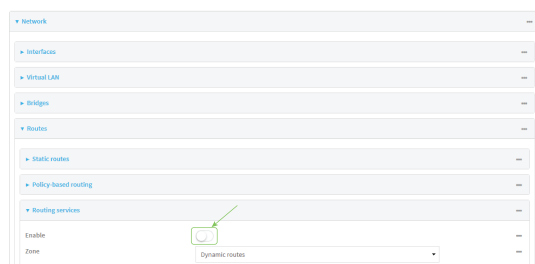 Network
Interfaces
Virtual LAN
Bridges
Routes
Static routes
Policy-based routing
Routing services
Enable
Zone
Dynamic routes